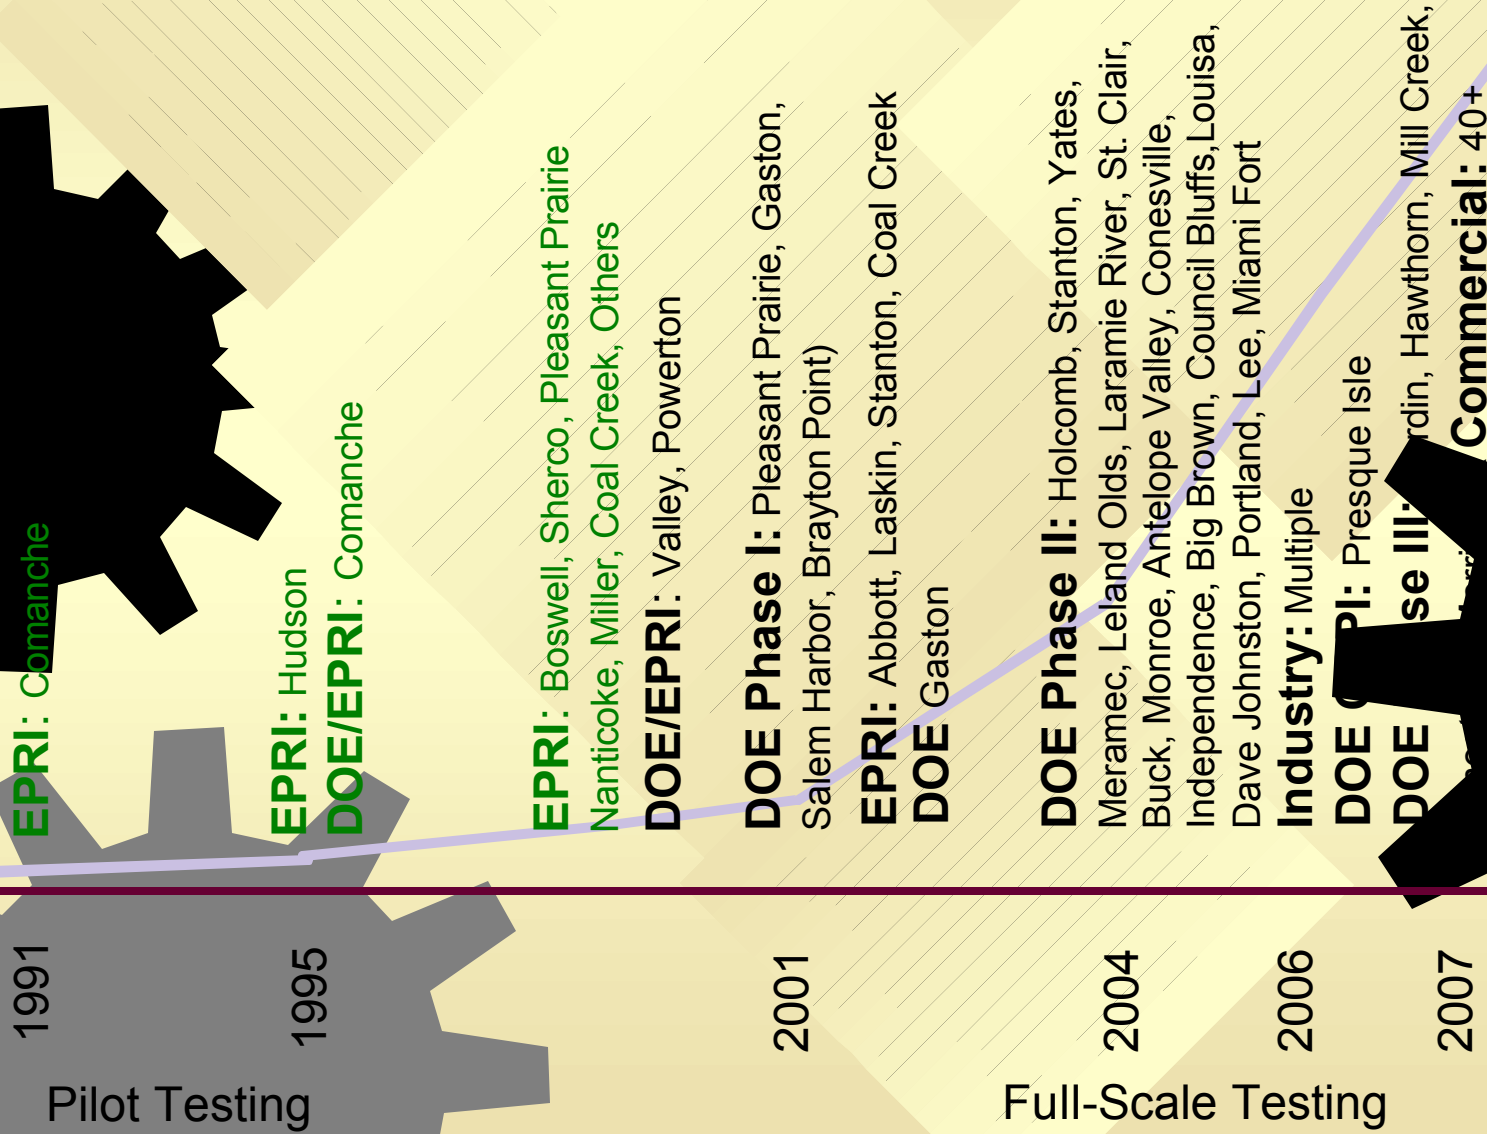 EPRI: Comanche
EPRI: Hudson
DOE/EPRI: Comanche
EPRI: Boswell, Sherco, Pleasant Prairie
Nanticoke, Miller, Coal Creek, Others
DOE/EPRI: Valley, Powerton
DOE Phase I: Pleasant Prairie, Gaston,
Salem Harbor, Brayton Point)
EPRI: Abbott, Laskin, Stanton, Coal Creek
DOE Gaston
DOE Phase II: Holcomb, Stanton, Yates,
Meramec, Leland Olds, Laramie River, St. Clair,
Buck, Monroe, Antelope Valley, Conesville,
Independence, Big Brown, Council Bluffs,Louisa,
Dave Johnston, Portland, Lee, Miami Fort
Industry: Multiple
DOE PI: Presque Isle
DOE se III: rdin, Hawthorn, Mill Creek,
Commercial: 40+
1991
1995
2001
2004
2006
2007
Pilot Testing
Full-Scale Testing